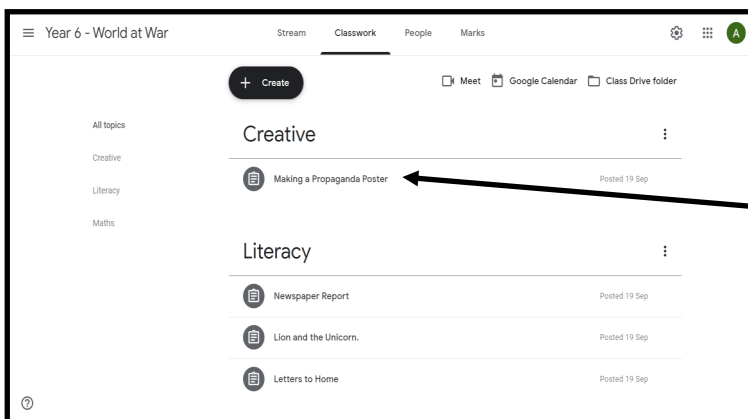 Year 6 - World at War
Stream Classwork People Marks
A
+ Create
Meet Google Calendar Class Drive folder
All topics
Creative
Literacy
Maths
Creative
Making a Propaganda Poster Posted 19 Sep
Literacy
Newspaper Report Posted 19 Sep
Lion and the Unicorn. Posted 19 Sep
Letters to Home Posted 19 Sep